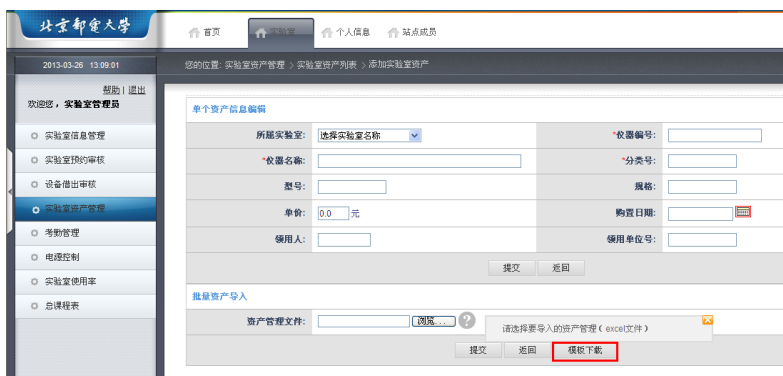 北京邮电大学
首页 实验室 个人信息 站点成员
2013-03-26 13:09:01
您的位置: 实验室资产管理 > 实验室资产列表 > 添加实验室资产
帮助 | 退出
欢迎您，实验室管理员
实验室信息管理
实验室预约审核
设备借出审核
实验室资产管理
考勤管理
电源控制
实验室使用率
总课程表
单个资产信息编辑
所属实验室: 选择实验室名称 *仪器编号:
*仪器名称: *分类号:
型号: 规格:
单价: 0.0 元 购置日期:
领用人: 领用单位号:
提交 返回
批量资产导入
资产管理文件: 浏览... ?
请选择要导入的资产管理 ( excel文件 )
提交 返回 模板下载